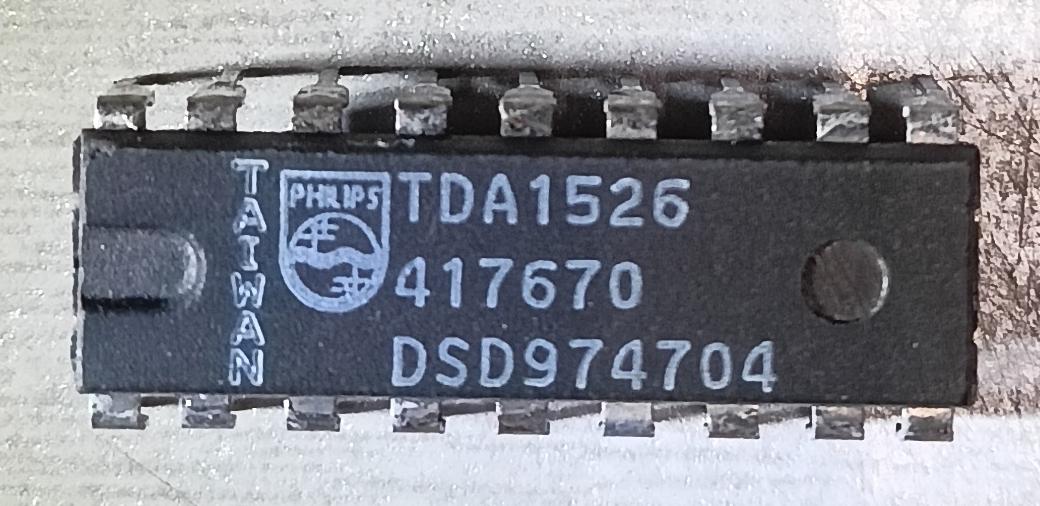 TAIWAN
PHILIPS
TDA1526
417670
DSD974704